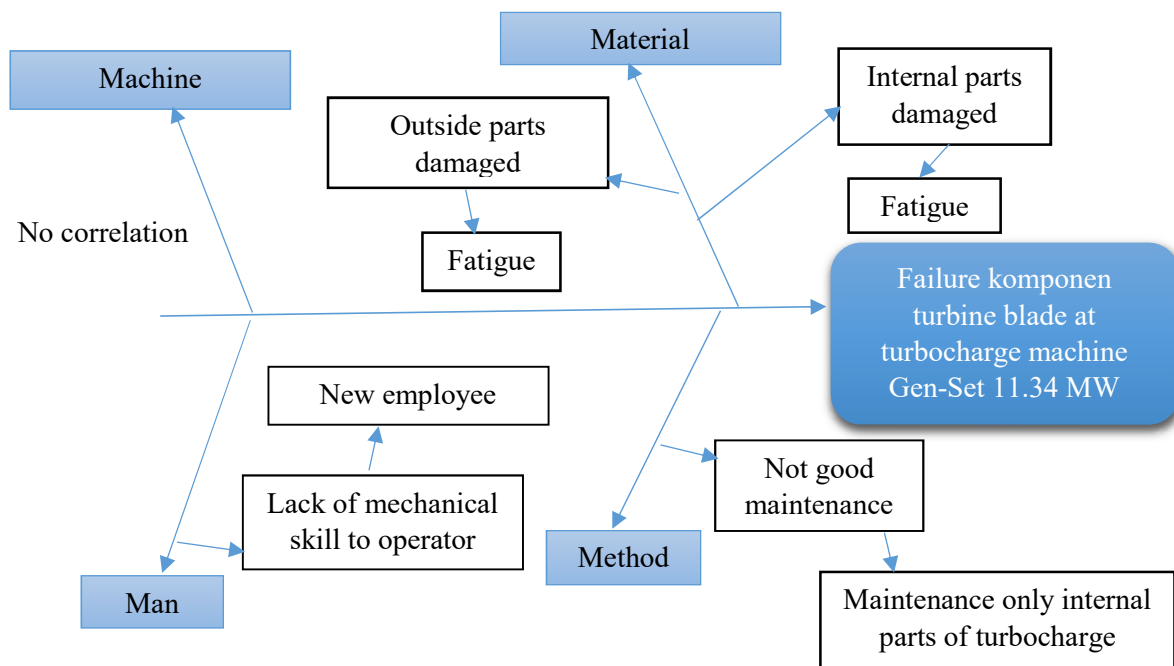 Material
Machine
Internal parts
damaged
Outside parts
damaged
Fatigue
No correlation
Fatigue
Failure komponen
turbine blade at
turbocharge machine
Gen-Set 11.34 MW
New employee
Not good
maintenance
Lack of mechanical
skill to operator
Method
Man
Maintenance only internal
parts of turbocharge